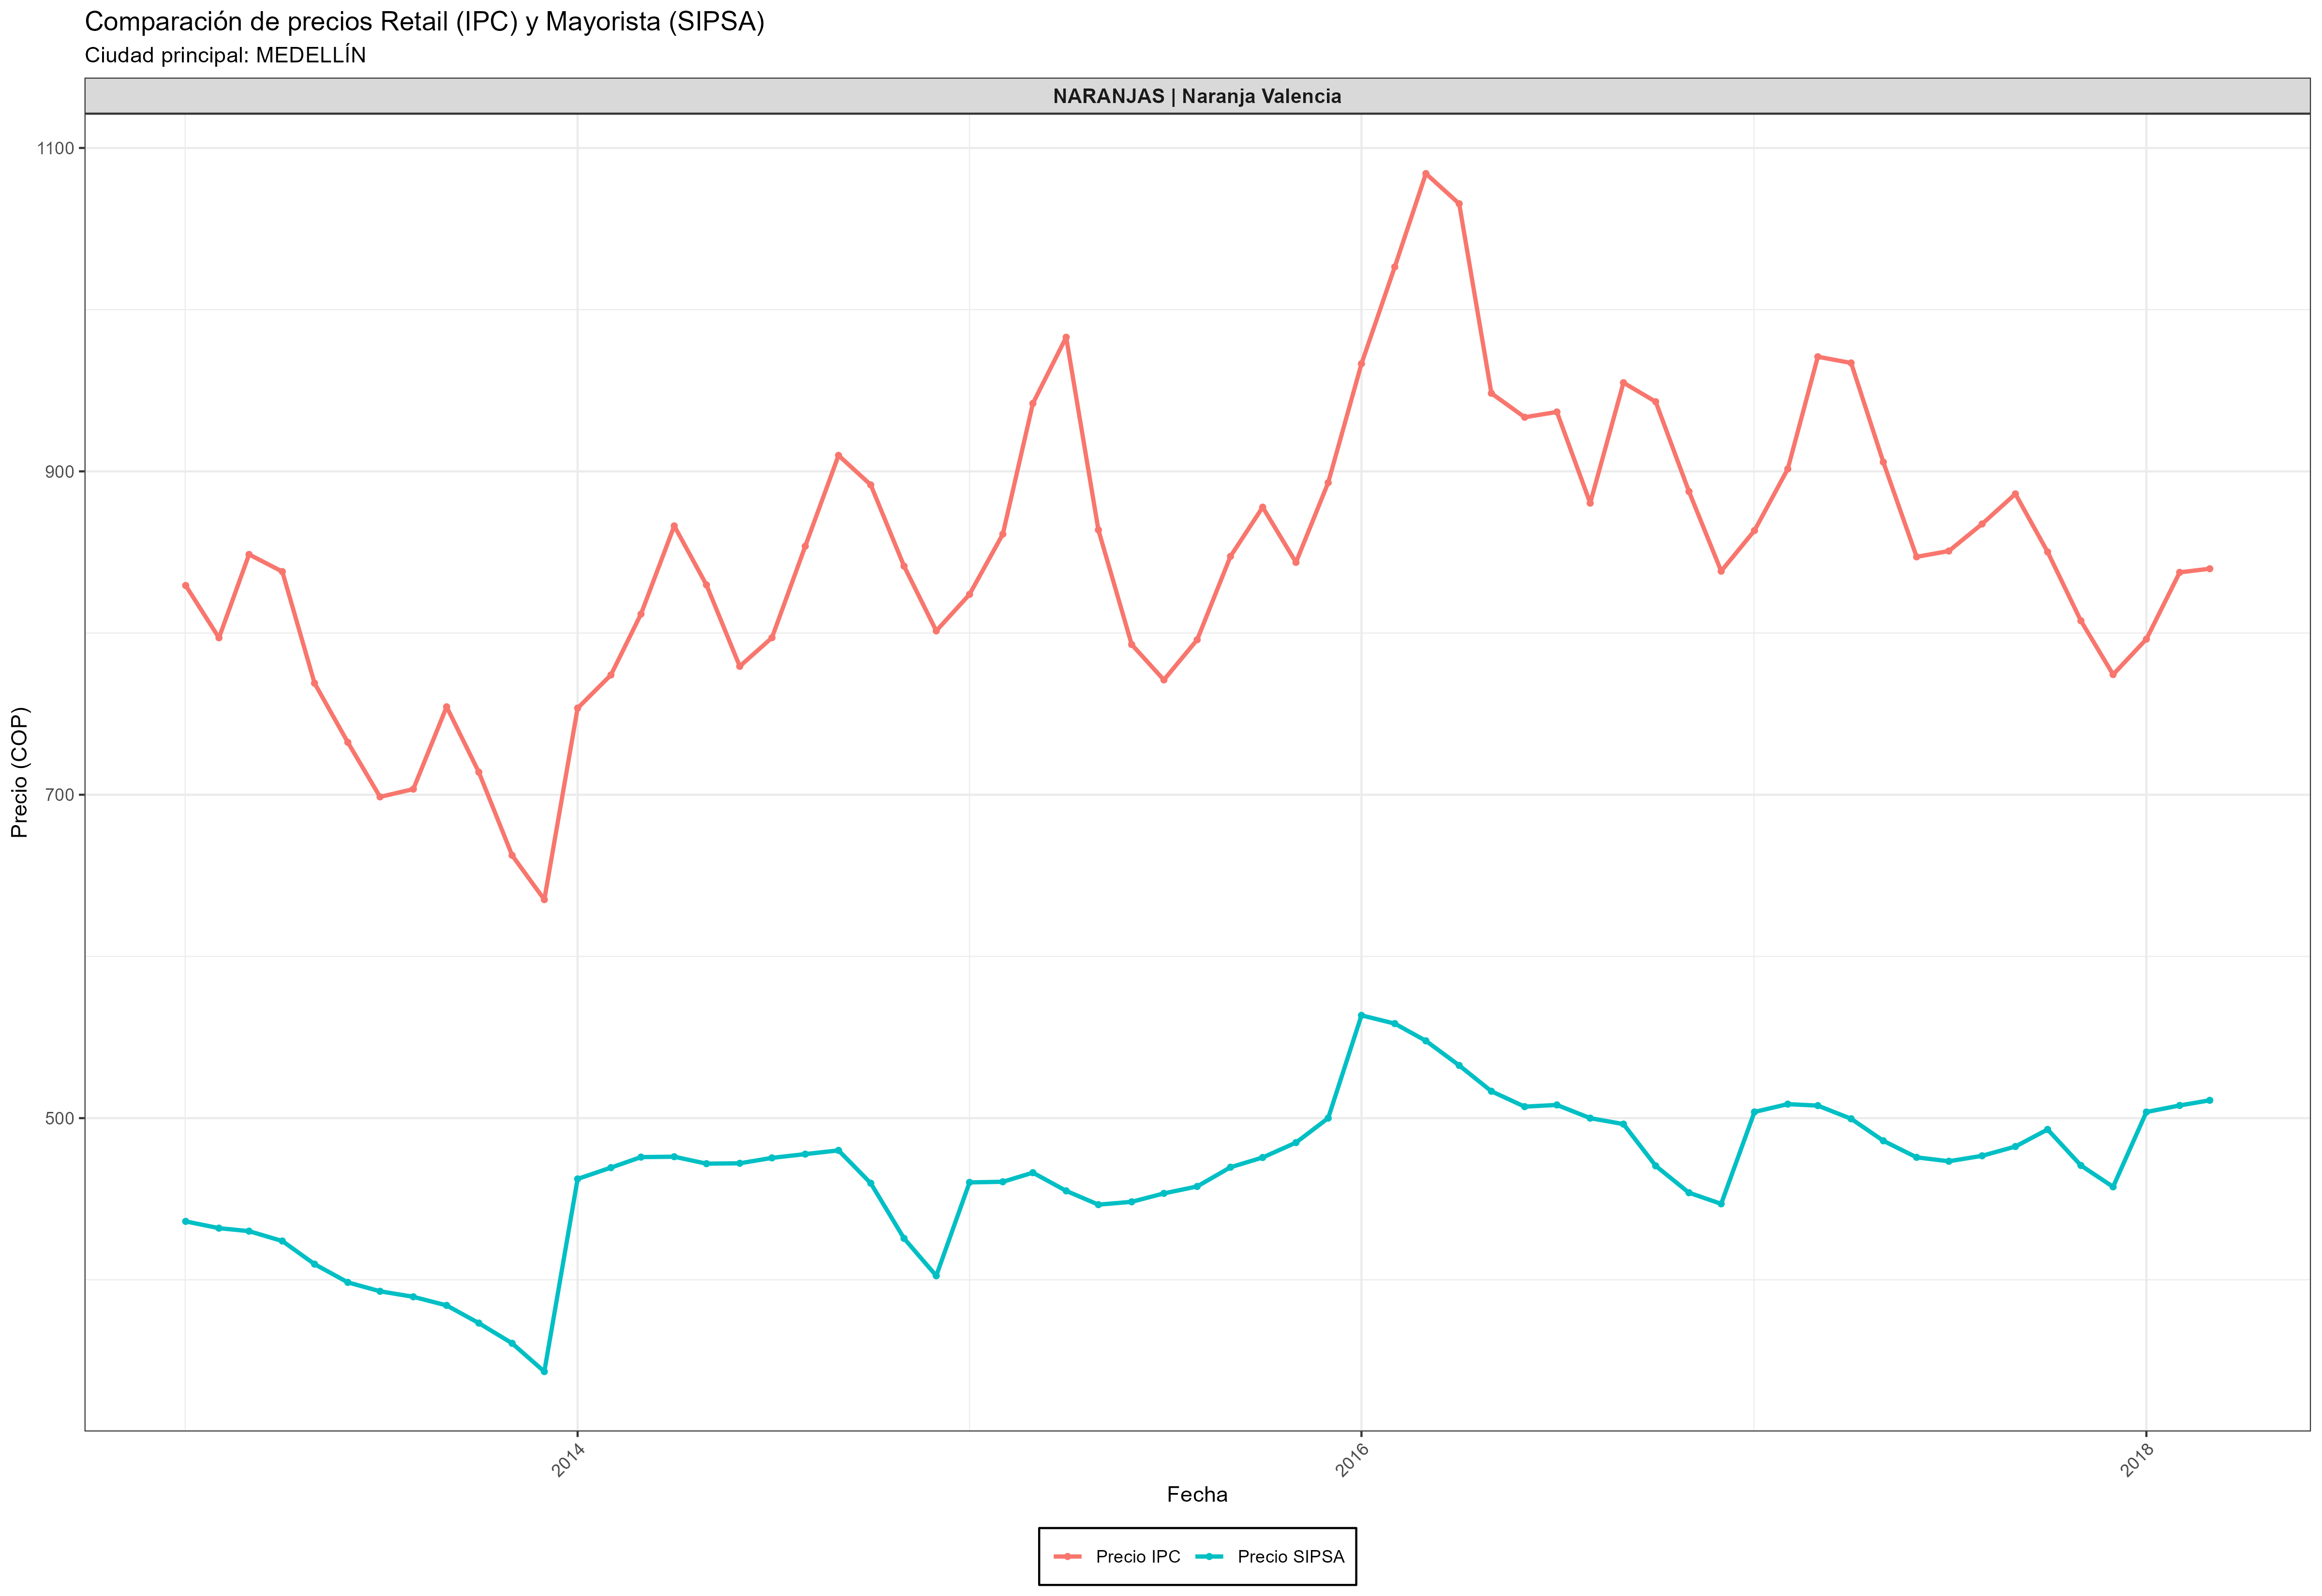 Comparación de precios Retail (IPC) y Mayorista (SIPSA)
Ciudad principal: MEDELLÍN
NARANJAS | Naranja Valencia
1100
900
700
500
Precio (COP)
2014
2016
2018
Fecha
Precio IPC
Precio SIPSA